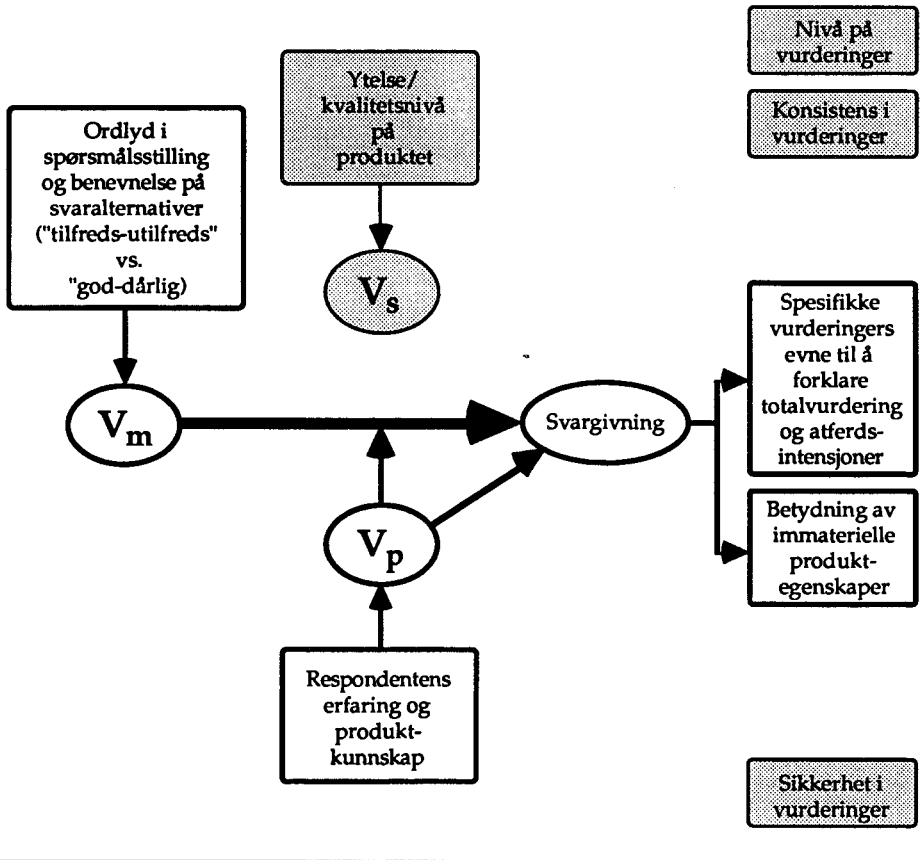 Nivå på
vurderinger
Konsistens i
vurderinger
Ytelse/
kvalitetsnivå
på
produktet
Ordlyd i
spørsmålsstilling
og benevnelse på
svaralternativer
("tilfreds-utilfreds"
vs.
"god-dårlig)
Vs
Vm
Svargivning
Vp
Spesifikke
vurderingers
evne til å
forklare
totalvurdering
og atferds-
intensjoner
Betydning av
immaterielle
produkt-
egenskaper
Respondentens
erfaring og
produkt-
kunnskap
Sikkerhet i
vurderinger